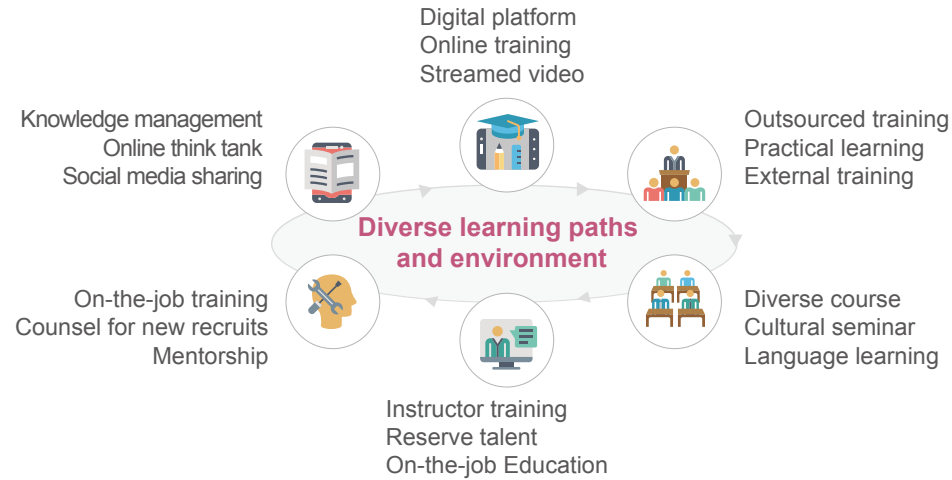 Digital platform
Online training
Streamed video
Knowledge management
Online think tank
Social media sharing
Outsourced training
Practical learning
External training
Diverse learning paths
and environment
On-the-job training
Counsel for new recruits
Mentorship
Diverse course
Cultural seminar
Language learning
Instructor training
Reserve talent
On-the-job Education